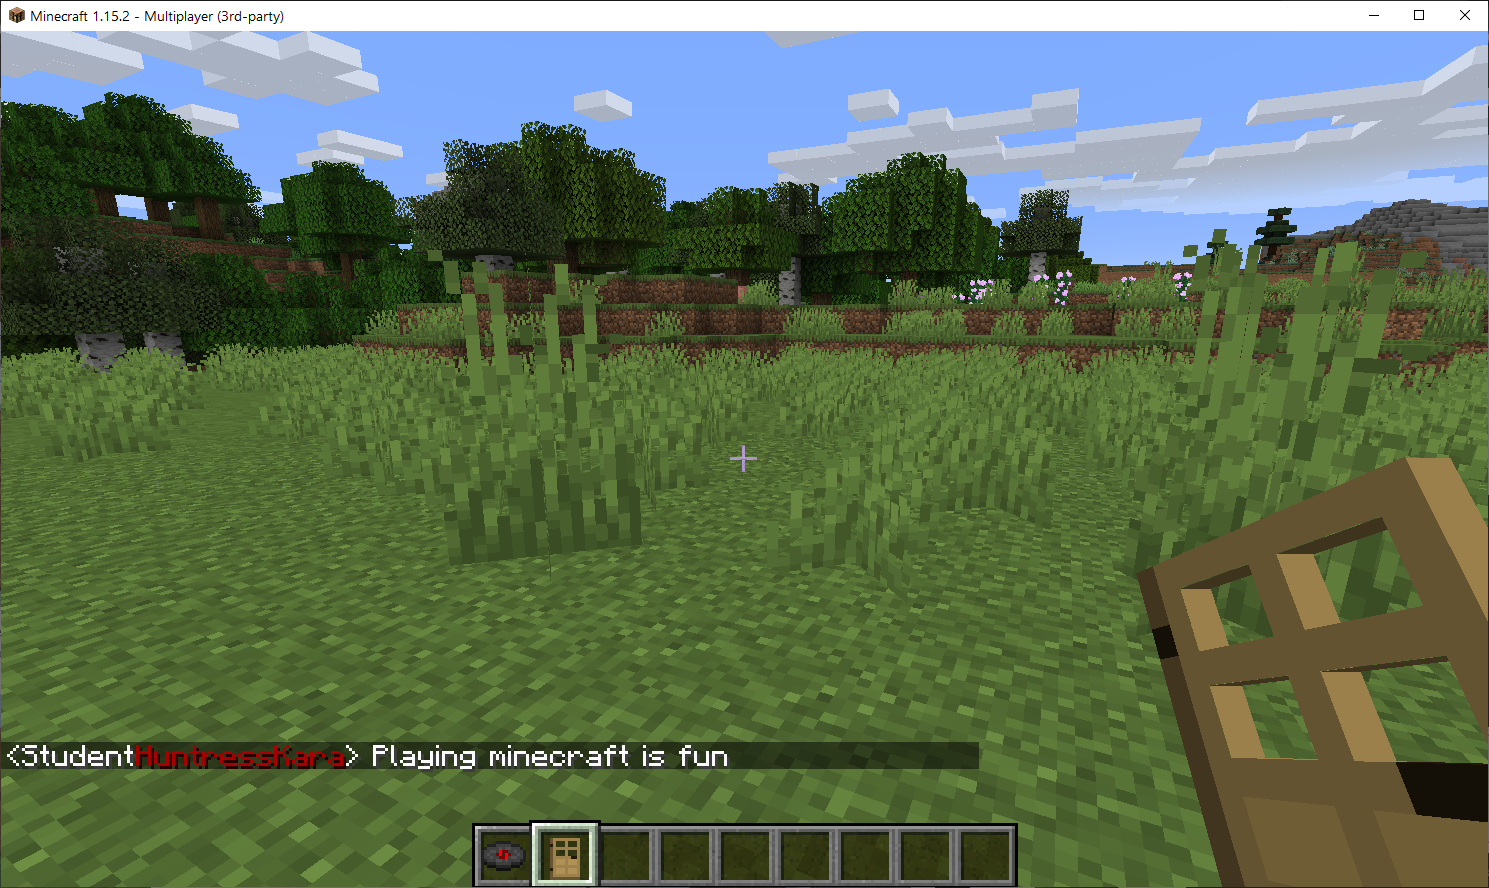 Minecraft 1.15.2 - Multiplayer (3rd-party)
<StudentHuntressKara> Playing minecraft is fun